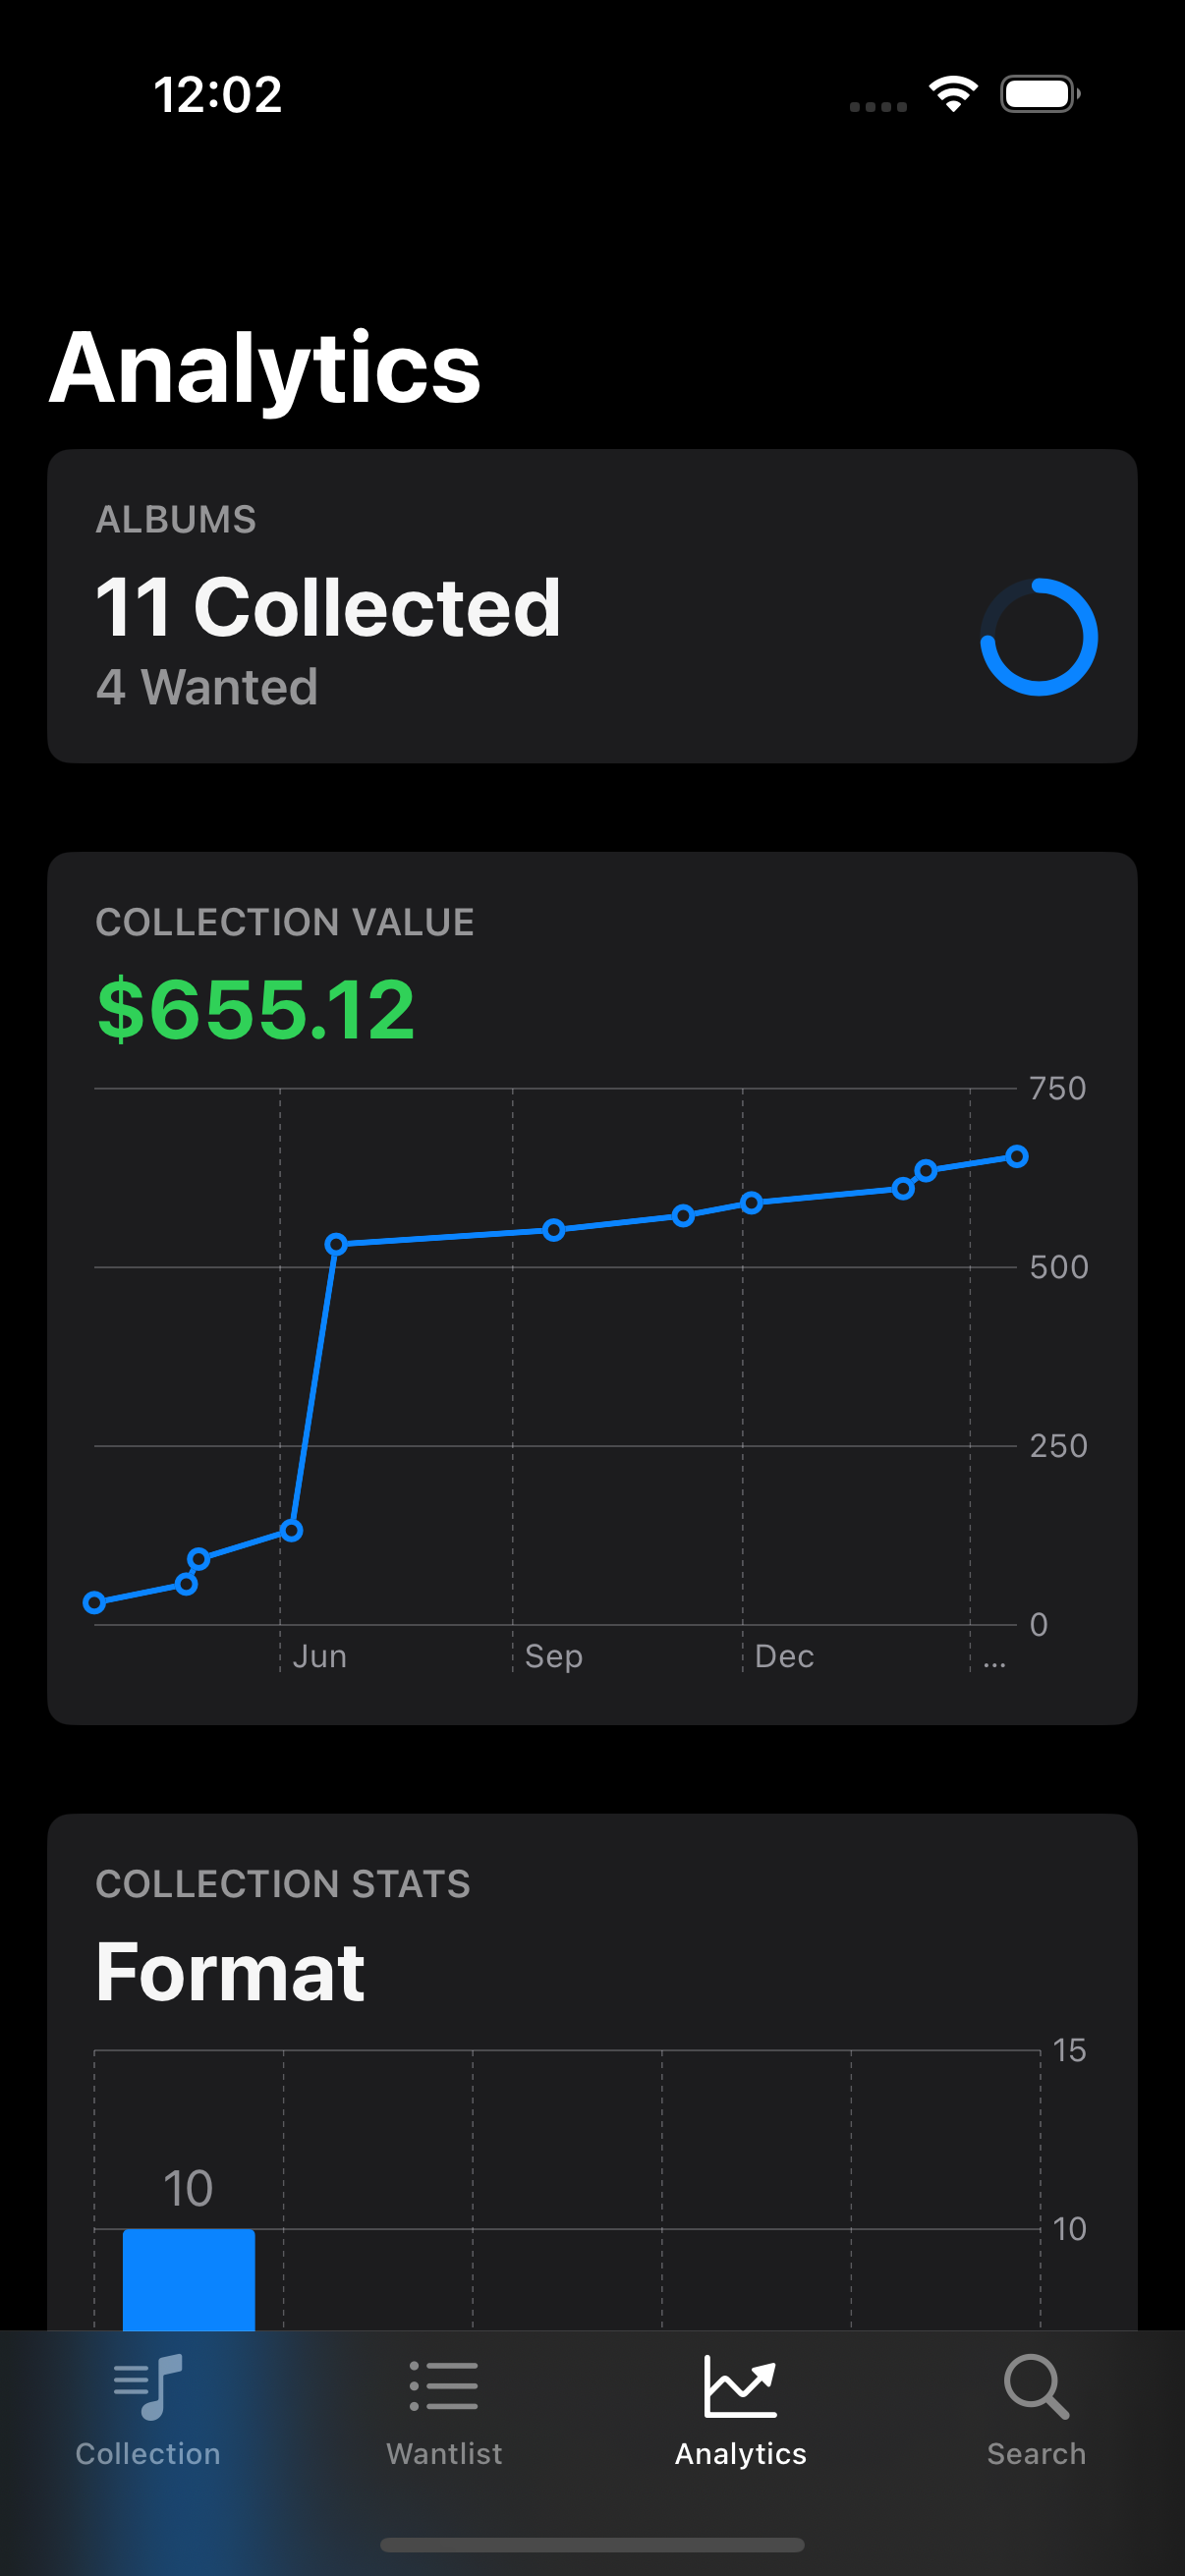 12:02
Analytics
ALBUMS
11 Collected
4 Wanted
COLLECTION VALUE
$655.12
750
500
250
0
Jun Sep Dec ...
COLLECTION STATS
Format
15
10
10
Collection Wantlist Analytics Search